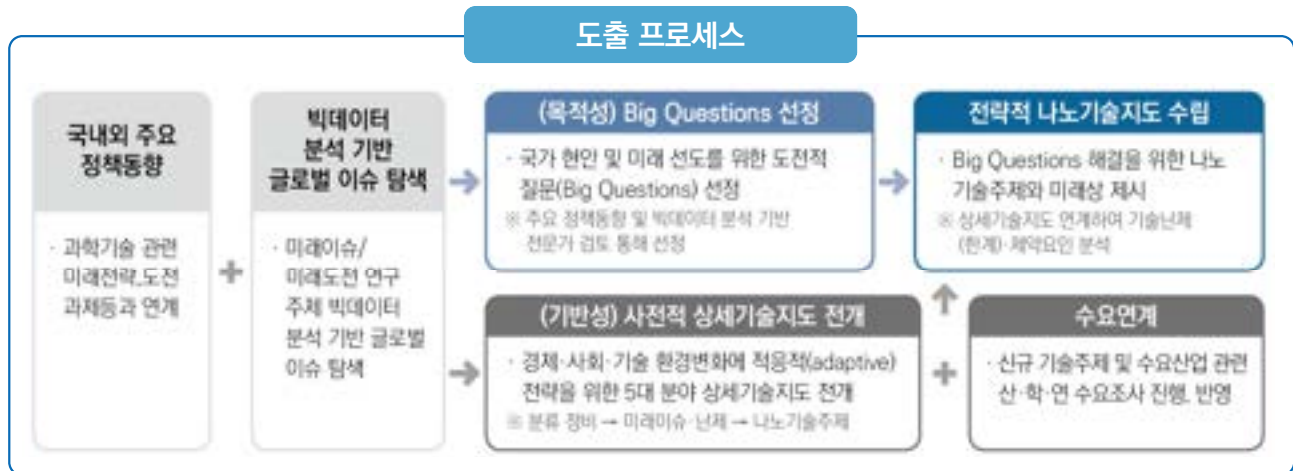 도출 프로세스
국내외 주요
정책동향
· 과학기술 관련
미래전략,도전
과제등과 연계
+
빅데이터
분석 기반
글로벌 이슈 탐색
· 미래이슈/
미래도전 연구
주제 빅데이터
분석 기반 글로벌
이슈 탐색
(목적성) Big Questions 선정
· 국가 현안 및 미래 선도를 위한 도전적
질문(Big Questions) 선정
※ 주요 정책동향 및 빅데이터 분석 기반
전문가 검토 통해 선정
전략적 나노기술지도 수립
· Big Questions 해결을 위한 나노
기술주제와 미래상 제시
※ 상세기술지도 연계하여 기술난제
(한계)·제약요인 분석
(기반성) 사전적 상세기술지도 전개
· 경제·사회·기술 환경변화에 적응적(adaptive)
전략을 위한 5대 분야 상세기술지도 전개
※ 분류 정비 → 미래이슈·난제 → 나노기술주제
+
수요연계
· 신규 기술주제 및 수요산업 관련
산·학·연 수요조사 진행, 반영